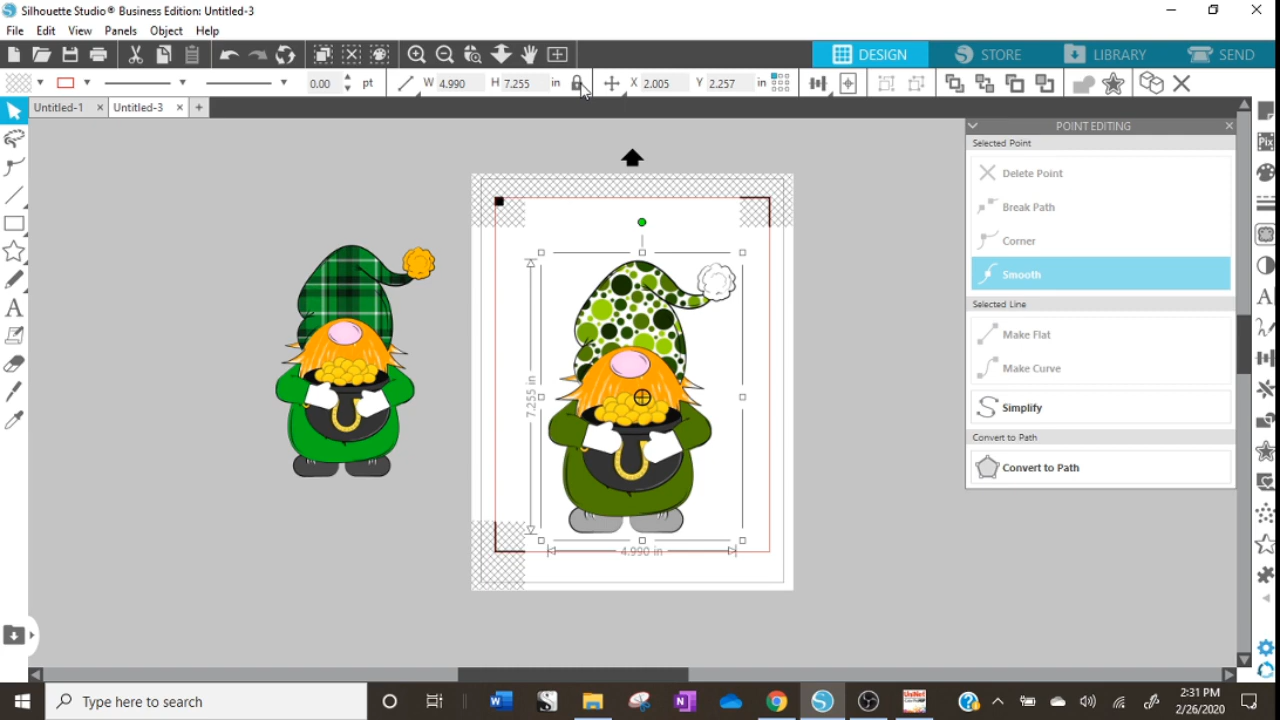 Silhouette Studio® Business Edition: Untitled-3
File Edit View Panels Object Help
DESIGN STORE LIBRARY SEND
0.00 pt W 4.990 H 7.255 in X 2.005 Y 2.257 in
Untitled-1 × Untitled-3 × +
POINT EDITING
Selected Point
Delete Point
Break Path
Corner
Smooth
Selected Line
Make Flat
Make Curve
Simplify
Convert to Path
Convert to Path
7.255 in
4.990 in
Type here to search
2:31 PM
2/26/2020